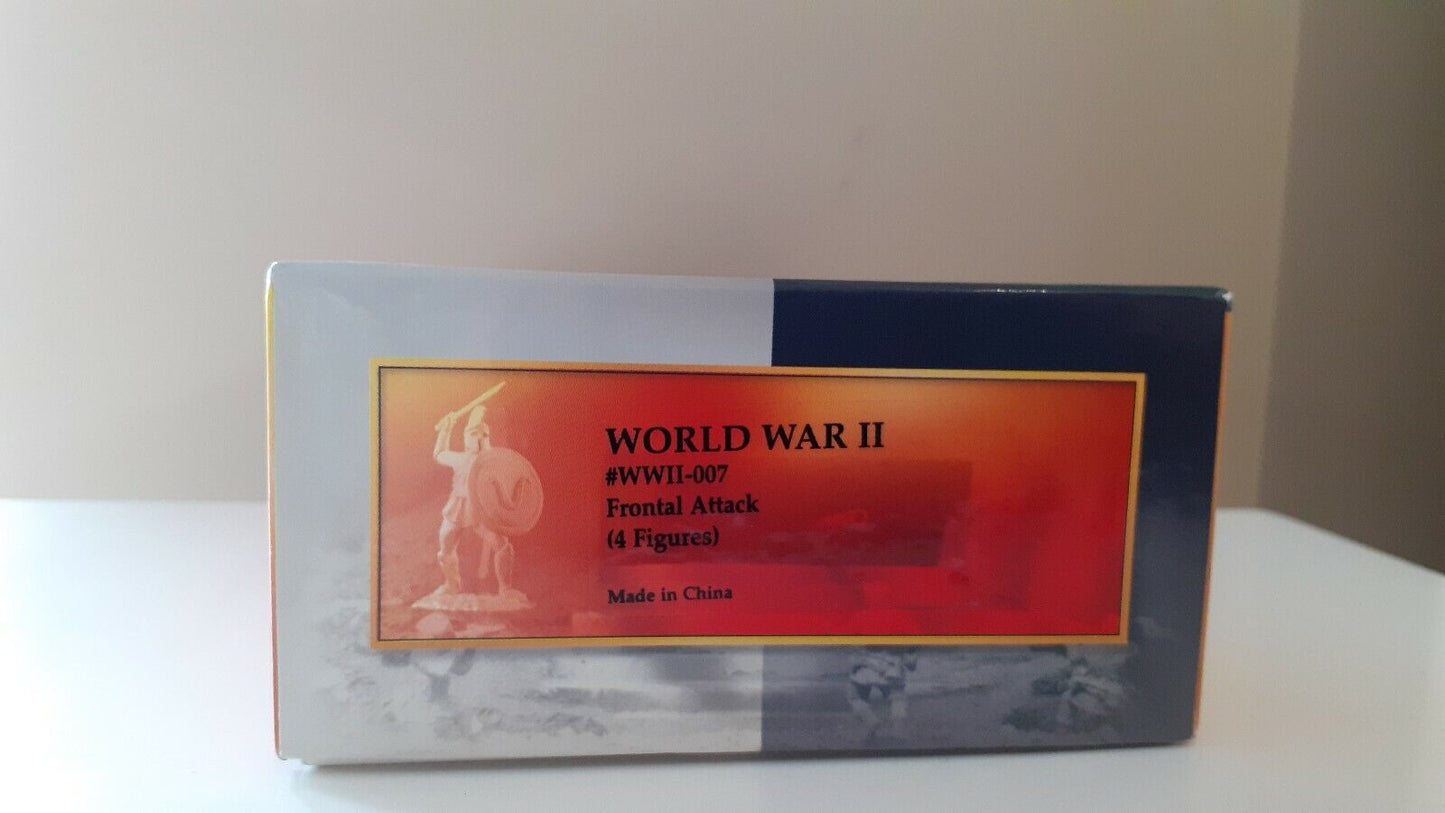 WORLD WAR II
#WWII-007
Frontal Attack
(4 Figures)
Made in China